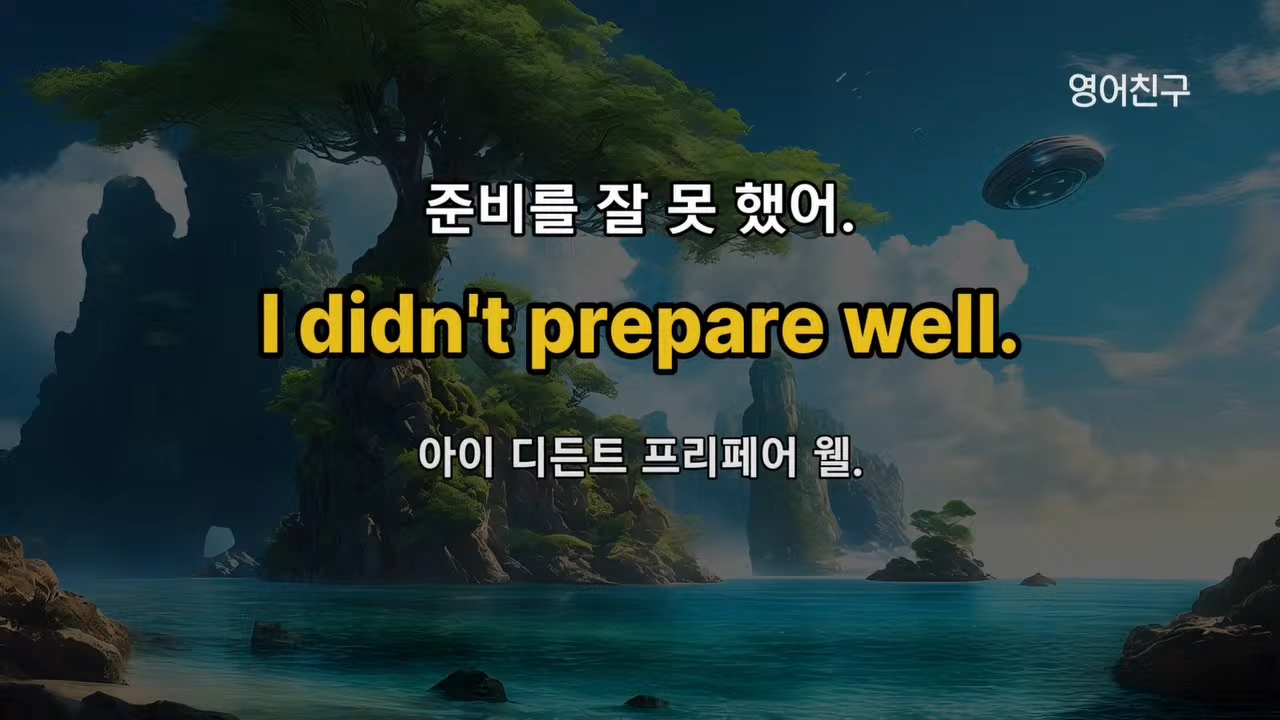 영어친구
준비를 잘 못 했어.
I didn't prepare well.
아이 디든트 프리페어 웰.